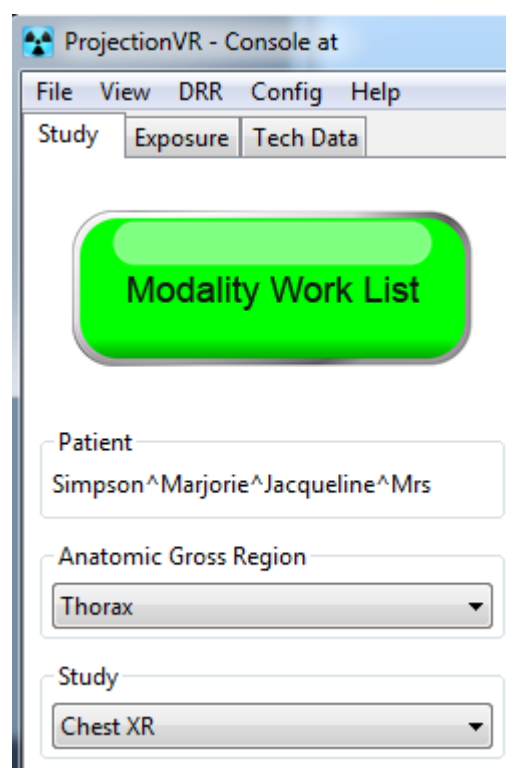 ProjectionVR - Console at
File View DRR Config Help
Study Exposure Tech Data
Modality Work List
Patient
Simpson^Marjorie^Jacqueline^Mrs
Anatomic Gross Region
Thorax
Study
Chest XR